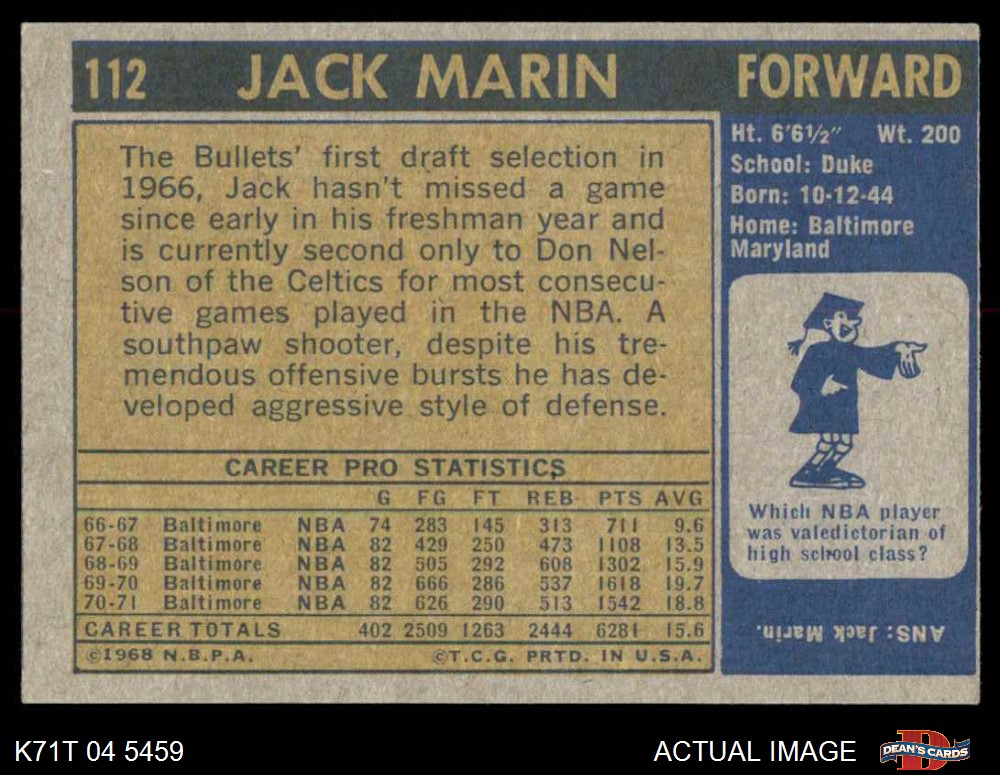 112 JACK MARIN FORWARD
The Bullets' first draft selection in
1966, Jack hasn't missed a game
since early in his freshman year and
is currently second only to Don Nel-
son of the Celtics for most consecu-
tive games played in the NBA. A
southpaw shooter, despite his tre-
mendous offensive bursts he has de-
veloped aggressive style of defense.
CAREER PRO STATISTICS
G FG FT REB PTS AVG
66-67 Baltimore NBA 74 283 145 313 711 9.6
67-68 Baltimore NBA 82 429 250 473 1108 13.5
68-69 Baltimore NBA 82 505 292 608 1302 15.9
69-70 Baltimore NBA 82 666 286 537 1618 19.7
70-71 Baltimore NBA 82 626 290 513 1542 18.8
CAREER TOTALS 402 2509 1263 2444 6281 15.6
©1968 N.B.P.A. ©T.C.G. PRTD. IN U.S.A.
Ht. 6'6½" Wt. 200
School: Duke
Born: 10-12-44
Home: Baltimore
Maryland
Which NBA player
was valedictorian of
high school class?
ANS: Jack Marin.
K71T 04 5459 ACTUAL IMAGE DEAN'S CARDS